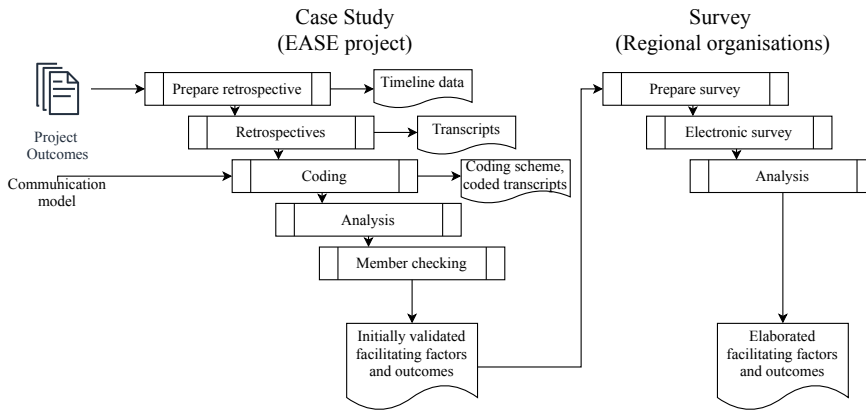 Case Study
(EASE project)
Survey
(Regional organisations)
Project
Outcomes
Prepare retrospective
Timeline data
Retrospectives
Transcripts
Communication
model
Coding
Coding scheme,
coded transcripts
Analysis
Member checking
Initially validated
facilitating factors
and outcomes
Prepare survey
Electronic survey
Analysis
Elaborated
facilitating factors
and outcomes